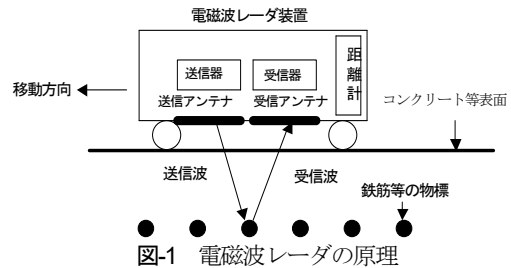 電磁波レーダ装置
距離計
送信器
受信器
送信アンテナ
受信アンテナ
移動方向
コンクリート等表面
送信波
受信波
鉄筋等の物標
図-1 電磁波レーダの原理